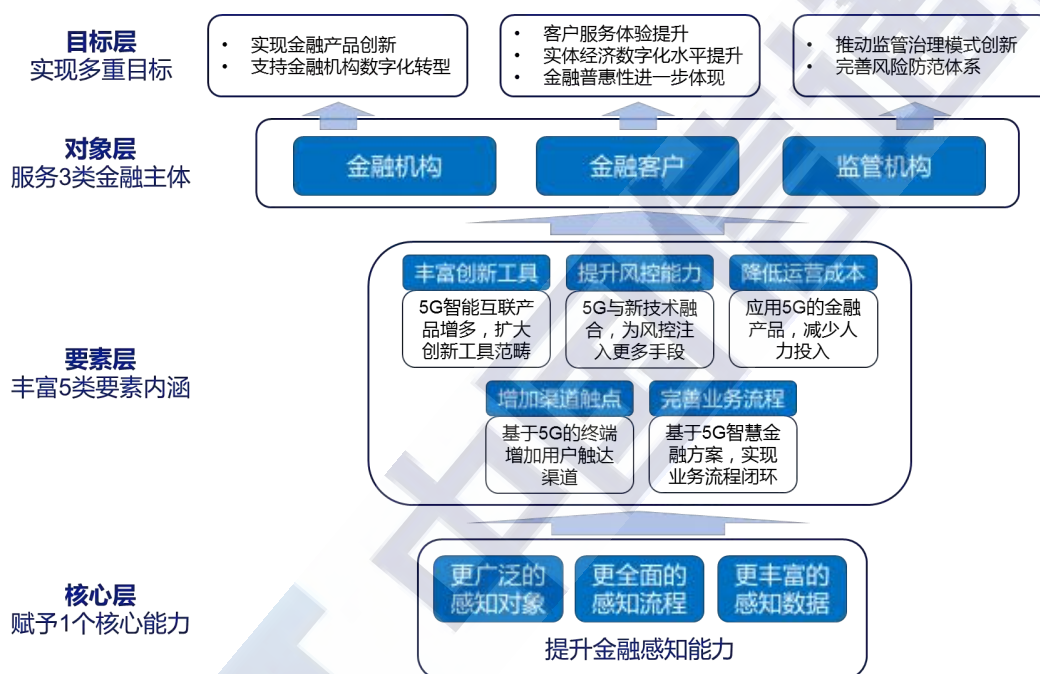 目标层
实现多重目标
• 实现金融产品创新
• 支持金融机构数字化转型
• 客户服务体验提升
• 实体经济数字化水平提升
• 金融普惠性进一步体现
• 推动监管治理模式创新
• 完善风险防范体系
对象层
服务3类金融主体
金融机构
金融客户
监管机构
要素层
丰富5类要素内涵
丰富创新工具
5G智能互联产
品增多，扩大
创新工具范畴
提升风控能力
5G与新技术融
合，为风控注
入更多手段
降低运营成本
应用5G的金融
产品，减少人
力投入
增加渠道触点
基于5G的终端
增加用户触达
渠道
完善业务流程
基于5G智慧金
融方案，实现
业务流程闭环
核心层
赋予1个核心能力
更广泛的
感知对象
更全面的
感知流程
更丰富的
感知数据
提升金融感知能力